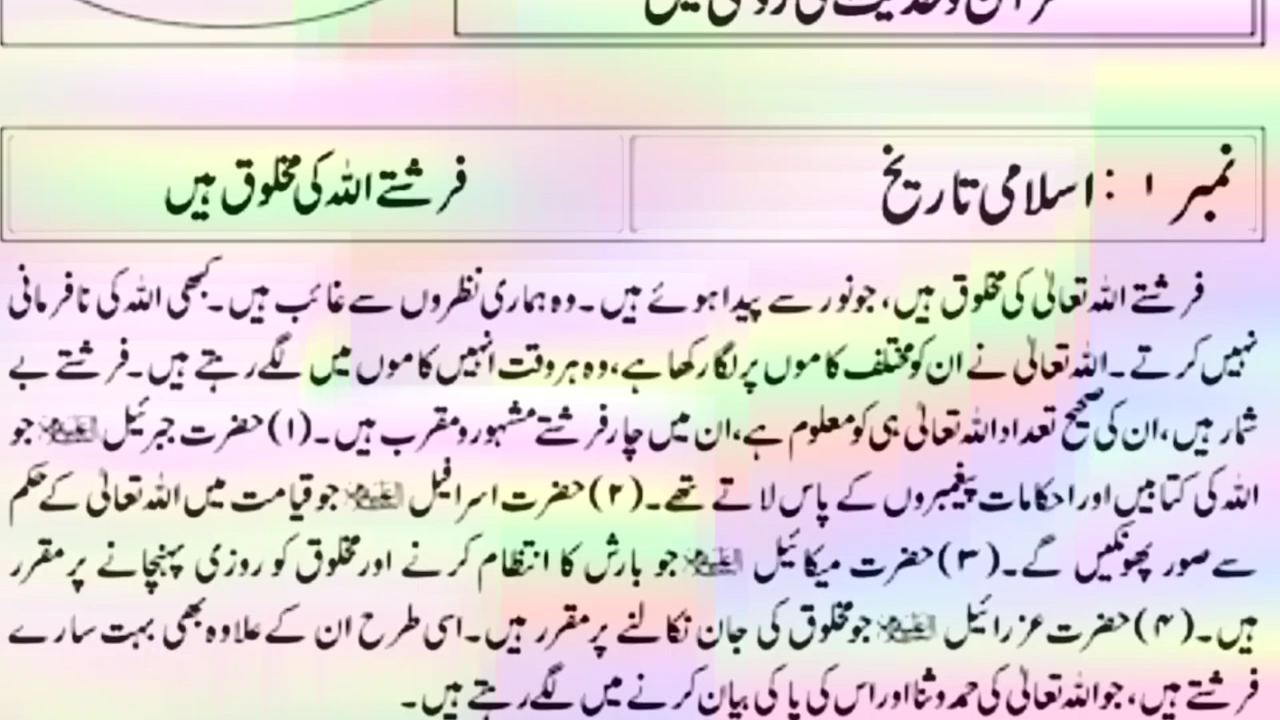 قرآن وحدیث کی روشنی میں
نمبر ۱ : اسلامی تاریخ
فرشتے اللہ کی مخلوق ہیں
فرشتے اللہ تعالیٰ کی مخلوق ہیں، جو نور سے پیدا ہوئے ہیں۔ وہ ہماری نظروں سے غائب ہیں۔ کبھی اللہ کی نافرمانی
نہیں کرتے۔ اللہ تعالیٰ نے ان کو مختلف کاموں پر لگا رکھا ہے، وہ ہر وقت انہیں کاموں میں لگے رہتے ہیں۔ فرشتے بے
شمار ہیں، ان کی صحیح تعداد اللہ تعالیٰ ہی کو معلوم ہے، ان میں چار فرشتے مشہور و مقرب ہیں۔ (۱) حضرت جبرئیل جو
اللہ کی کتابیں اور احکامات پیغمبروں کے پاس لاتے تھے۔ (۲) حضرت اسرافیل جو قیامت میں اللہ تعالیٰ کے حکم
سے صور پھونکیں گے۔ (۳) حضرت میکائیل جو بارش کا انتظام کرنے اور مخلوق کو روزی پہنچانے پر مقرر
ہیں۔ (۴) حضرت عزرائیل جو مخلوق کی جان نکالنے پر مقرر ہیں۔ اسی طرح ان کے علاوہ بھی بہت سارے
فرشتے ہیں، جو اللہ تعالیٰ کی حمد و ثنا اور اس کی پاکی بیان کرنے میں لگے رہتے ہیں۔